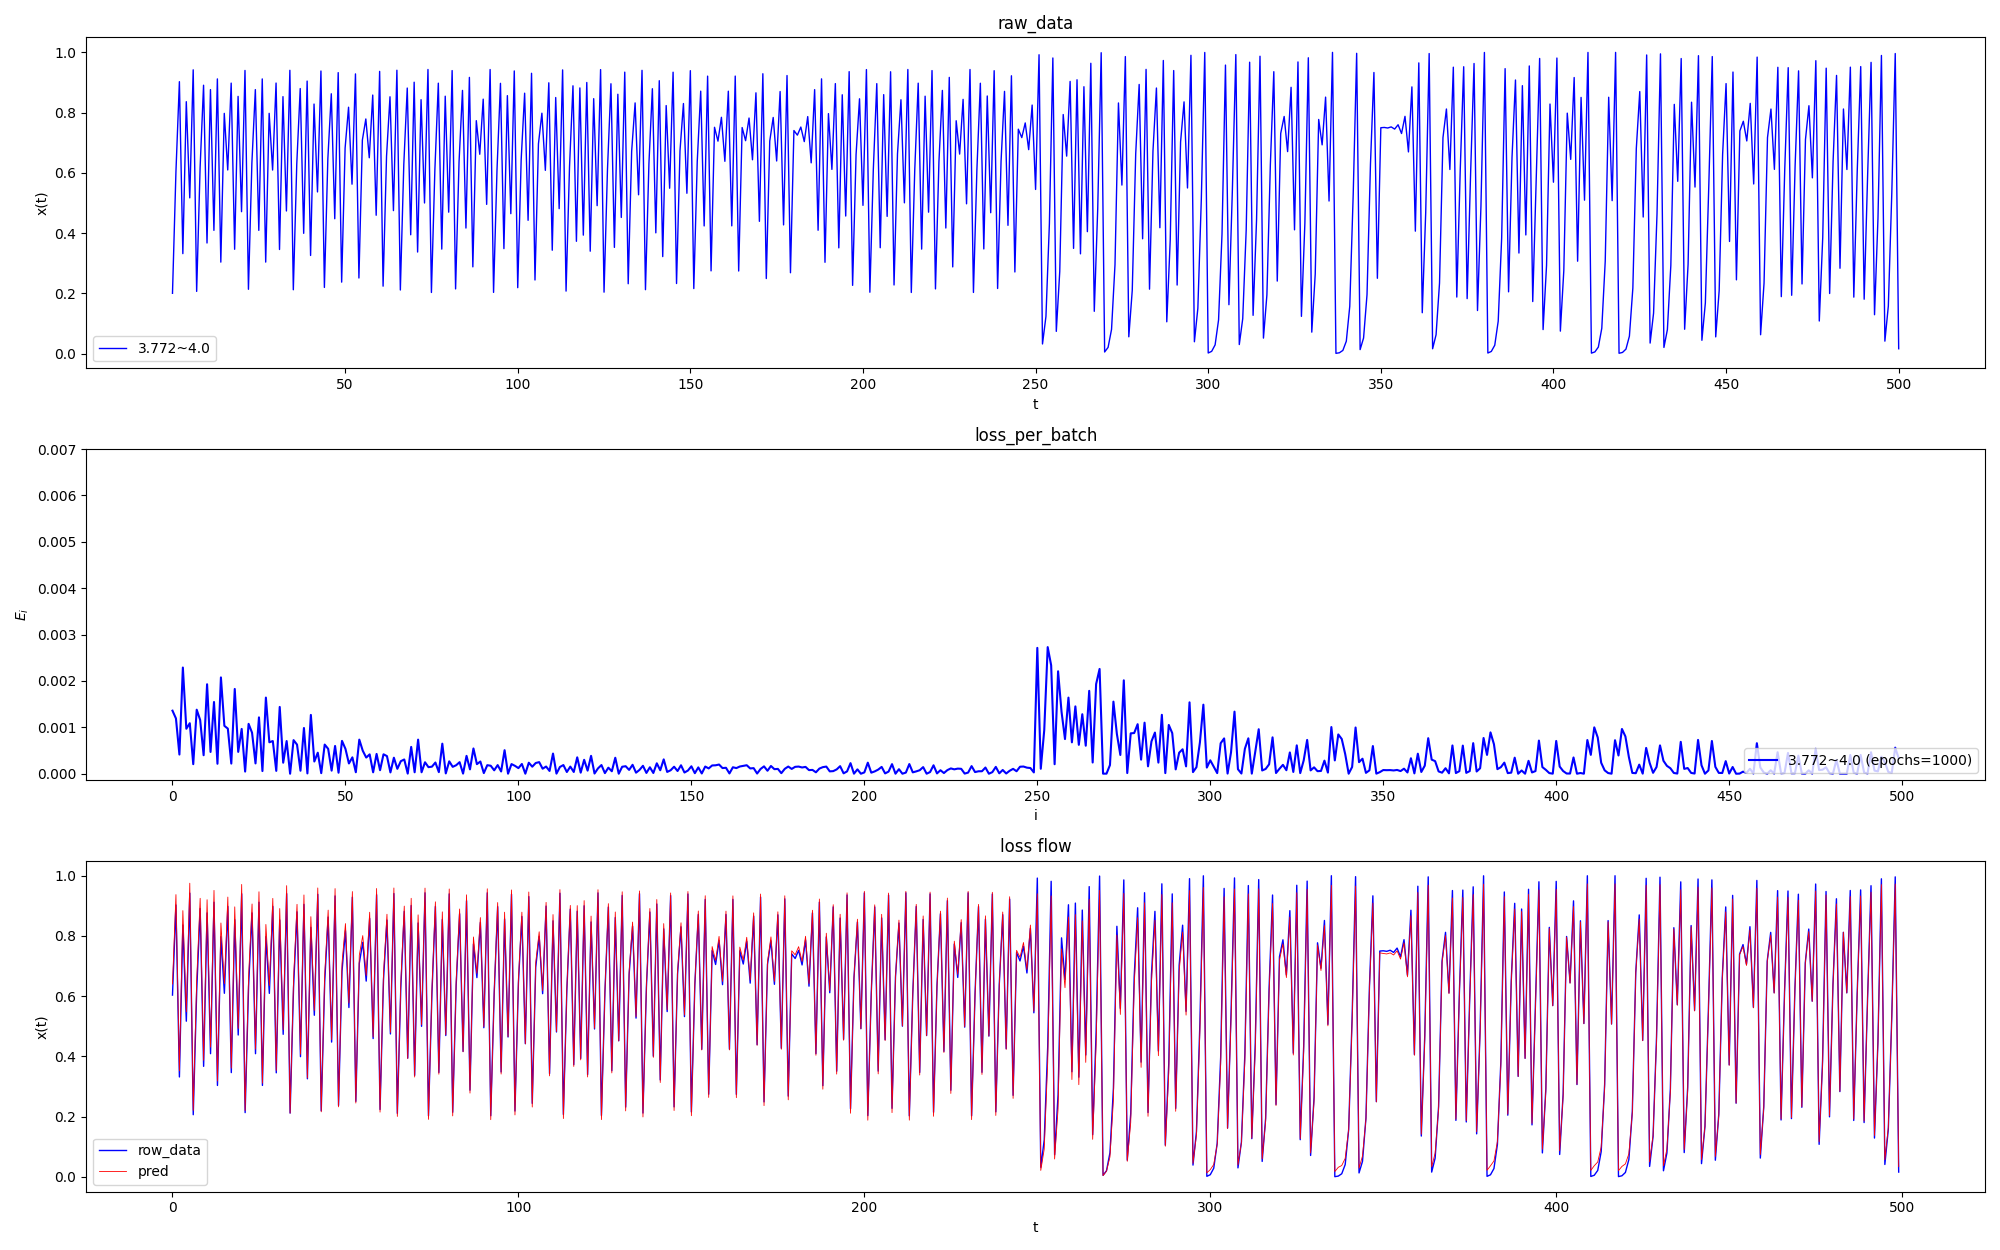 raw_data
1.0
0.8
0.6
0.4
0.2
0.0
x(t)
3.772~4.0
50 100 150 200 250 300 350 400 450 500
t
loss_per_batch
0.007
0.006
0.005
0.004
0.003
0.002
0.001
0.000
E_i
3.772~4.0 (epochs=1000)
0 50 100 150 200 250 300 350 400 450 500
i
loss flow
1.0
0.8
0.6
0.4
0.2
0.0
x(t)
row_data
pred
0 100 200 300 400 500
t